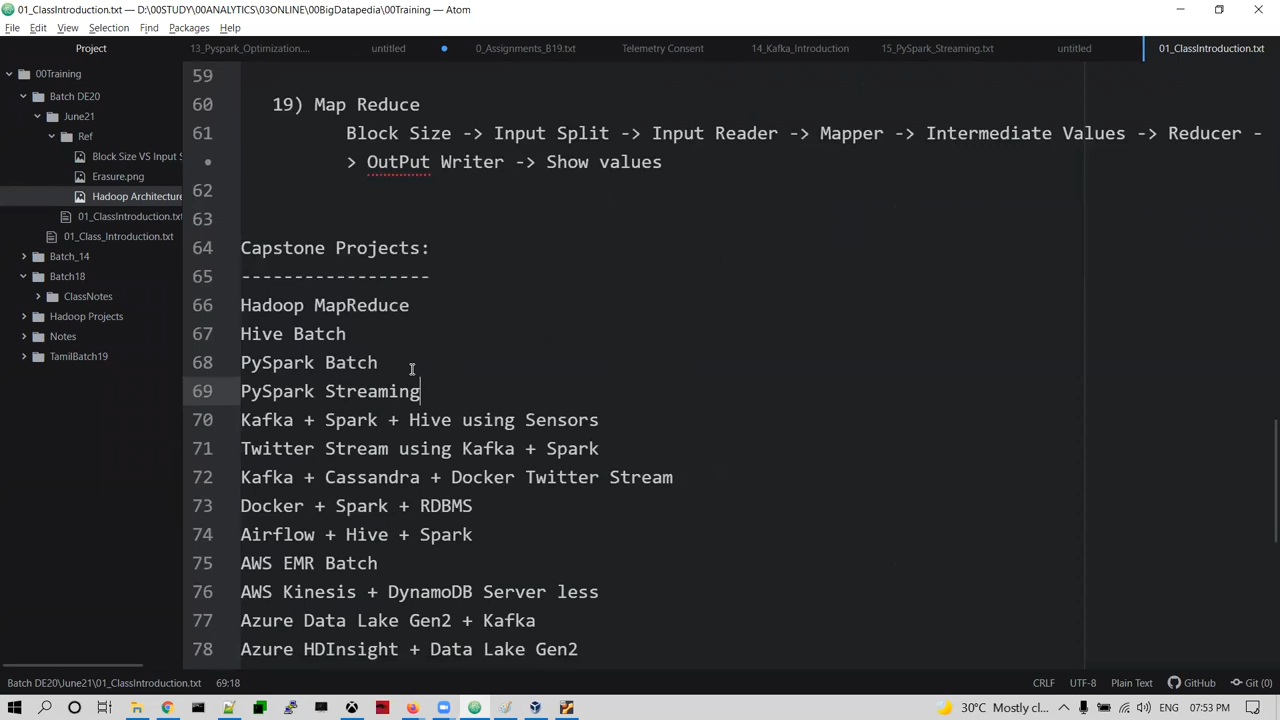 01_ClassIntroduction.txt — D:\00STUDY\00ANALYTICS\03ONLINE\00BigDatapedia\00Training — Atom
File Edit View Selection Find Packages Help
Project
13_Pyspark_Optimization....
untitled
0_Assignments_B19.txt
Telemetry Consent
14_Kafka_Introduction
15_PySpark_Streaming.txt
untitled
01_ClassIntroduction.txt
00Training
Batch DE20
June21
Ref
Block Size VS Input S
Erasure.png
Hadoop Architecture
01_ClassIntroduction.txt
01_Class_Introduction.txt
Batch_14
Batch18
ClassNotes
Hadoop Projects
Notes
TamilBatch19
59
60 19) Map Reduce
61 Block Size -> Input Split -> Input Reader -> Mapper -> Intermediate Values -> Reducer -
> OutPut Writer -> Show values
62
63
64 Capstone Projects:
65 ------------------
66 Hadoop MapReduce
67 Hive Batch
68 PySpark Batch
69 PySpark Streaming
70 Kafka + Spark + Hive using Sensors
71 Twitter Stream using Kafka + Spark
72 Kafka + Cassandra + Docker Twitter Stream
73 Docker + Spark + RDBMS
74 Airflow + Hive + Spark
75 AWS EMR Batch
76 AWS Kinesis + DynamoDB Server less
77 Azure Data Lake Gen2 + Kafka
78 Azure HDInsight + Data Lake Gen2
Batch DE20\June21\01_ClassIntroduction.txt 69:18 CRLF UTF-8 Plain Text GitHub Git (0)
30°C Mostly cl... ENG 07:53 PM